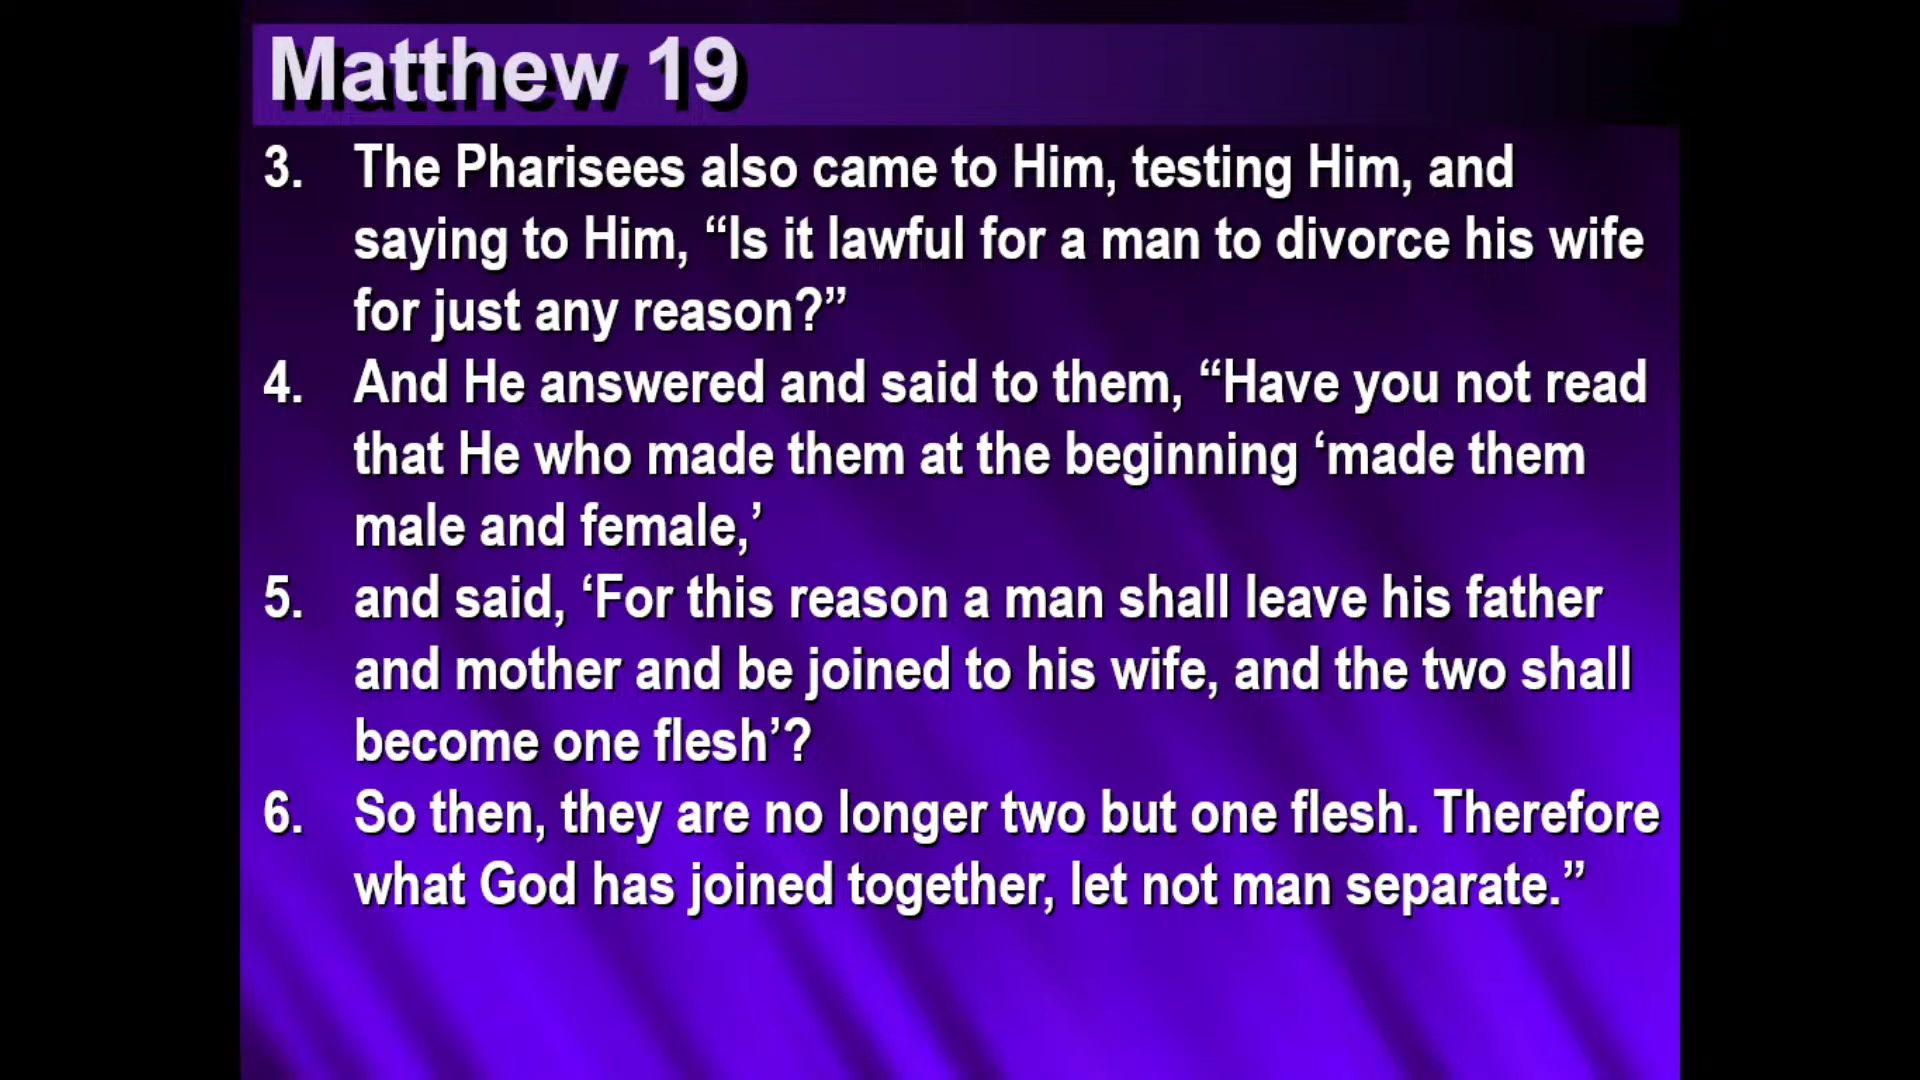 Matthew 19
3. The Pharisees also came to Him, testing Him, and
saying to Him, “Is it lawful for a man to divorce his wife
for just any reason?”
4. And He answered and said to them, “Have you not read
that He who made them at the beginning ‘made them
male and female,’
5. and said, ‘For this reason a man shall leave his father
and mother and be joined to his wife, and the two shall
become one flesh’?
6. So then, they are no longer two but one flesh. Therefore
what God has joined together, let not man separate.”